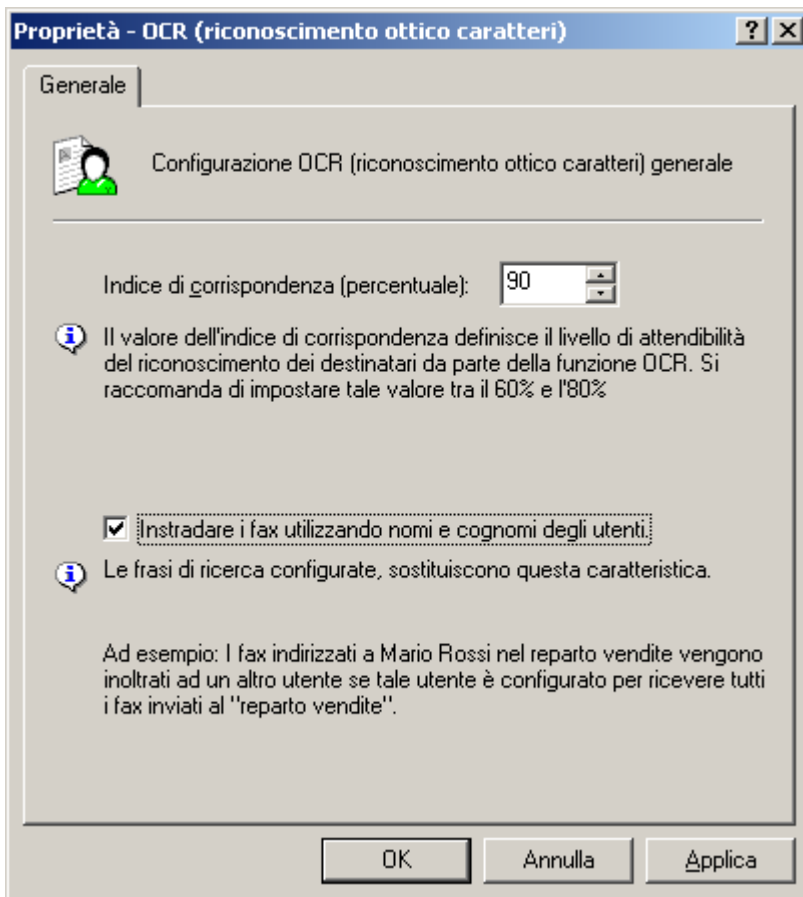 Proprietà - OCR (riconoscimento ottico caratteri)
Generale
Configurazione OCR (riconoscimento ottico caratteri) generale
Indice di corrispondenza (percentuale): 90
Il valore dell'indice di corrispondenza definisce il livello di attendibilità
del riconoscimento dei destinatari da parte della funzione OCR. Si
raccomanda di impostare tale valore tra il 60% e l'80%
Instradare i fax utilizzando nomi e cognomi degli utenti.
Le frasi di ricerca configurate, sostituiscono questa caratteristica.
Ad esempio: I fax indirizzati a Mario Rossi nel reparto vendite vengono
inoltrati ad un altro utente se tale utente è configurato per ricevere tutti
i fax inviati al "reparto vendite".
OK Annulla Applica